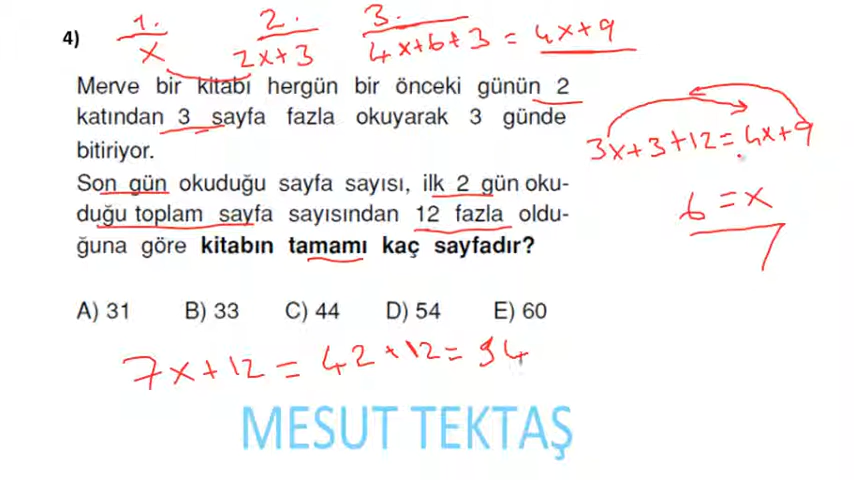 1. 2. 3.
4) x 2x+3 4x+6+3 = 4x+9
Merve bir kitabı hergün bir önceki günün 2
katından 3 sayfa fazla okuyarak 3 günde
bitiriyor.
3x+3+12=4x+9
Son gün okuduğu sayfa sayısı, ilk 2 gün oku-
duğu toplam sayfa sayısından 12 fazla oldu-
ğuna göre kitabın tamamı kaç sayfadır?
6 = x
A) 31 B) 33 C) 44 D) 54 E) 60
7x+12 = 42+12= 54
MESUT TEKTAŞ